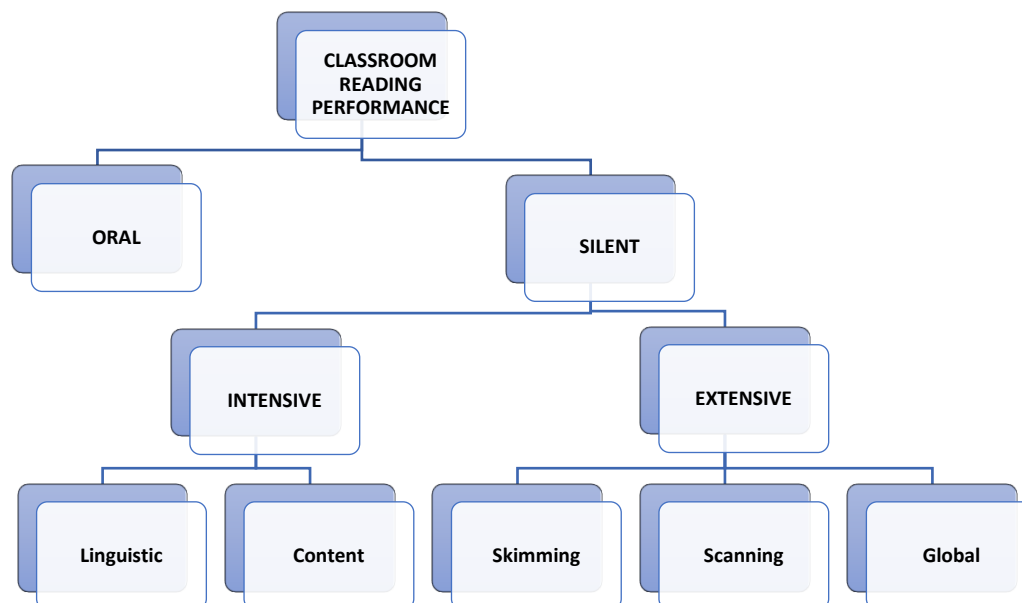 CLASSROOM
READING
PERFORMANCE
ORAL
SILENT
INTENSIVE
EXTENSIVE
Linguistic
Content
Skimming
Scanning
Global